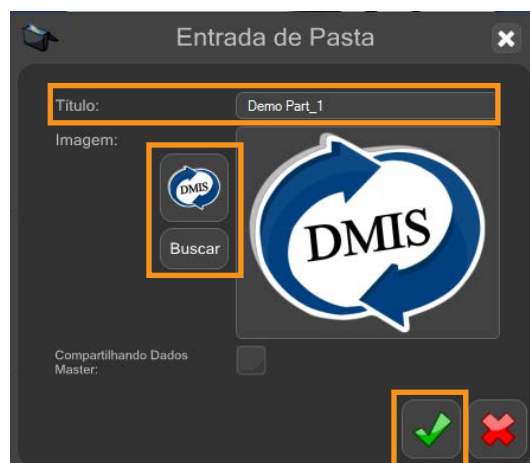 Entrada de Pasta
Título:
Demo Part_1
Imagem:
DMIS
Buscar
DMIS
Compartilhando Dados
Master: